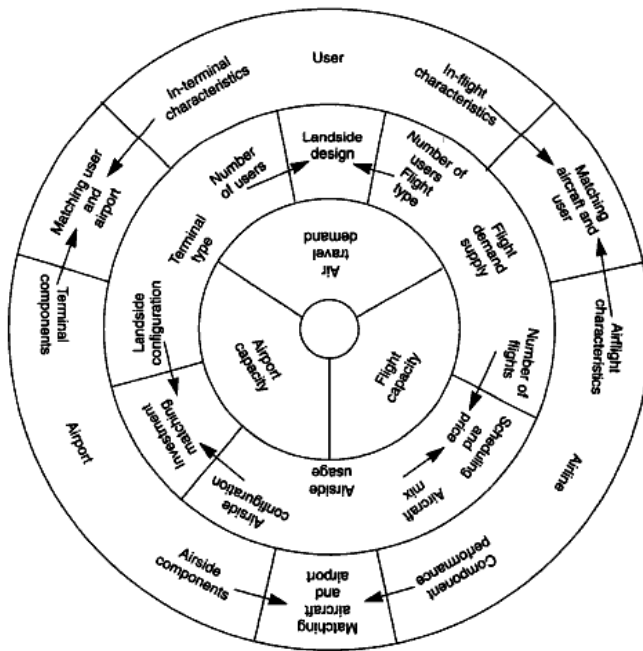 User
In-terminal
characteristics
In-flight
characteristics
Matching user
and
airport
Matching
aircraft and
user
Number
of users
Landside
design
Number of
users
Flight
type
Terminal
type
Flight
demand
supply
Air
travel
demand
Terminal
components
Landside
configuration
Airport
capacity
Flight
capacity
Number of
flights
Airflight
characteristics
Investment
matching
Scheduling
and
price
Airport
Airside
configuration
Airside
usage
Aircraft
mix
Airline
Airside
components
Matching
aircraft
and
airport
Component
performance